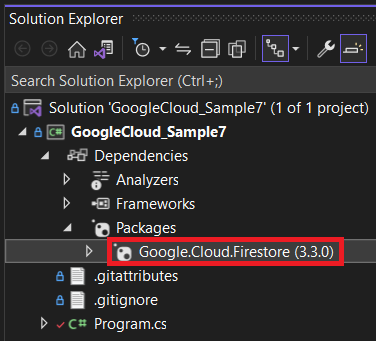 Solution Explorer
Search Solution Explorer (Ctrl+;)
Solution 'GoogleCloud_Sample7' (1 of 1 project)
C# GoogleCloud_Sample7
Dependencies
Analyzers
Frameworks
Packages
Google.Cloud.Firestore (3.3.0)
.gitattributes
.gitignore
Program.cs